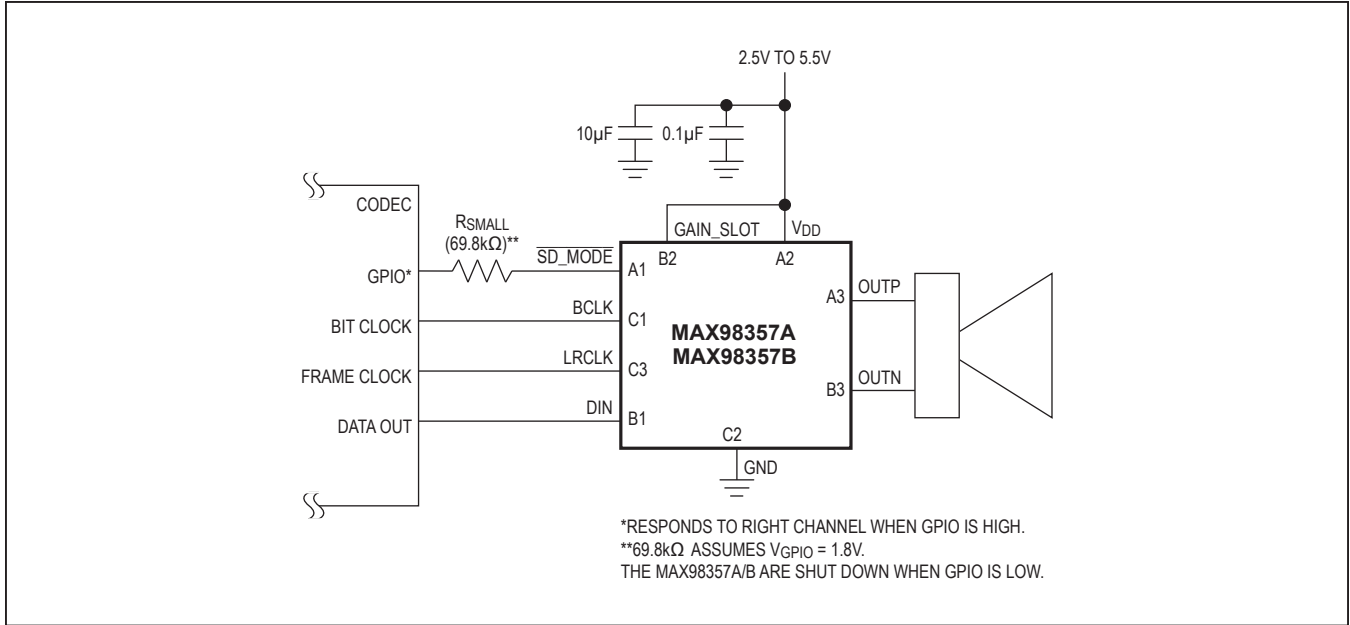 2.5V TO 5.5V
10µF
0.1µF
CODEC
RSMALL
(69.8kΩ)**
SD_MODE
GAIN_SLOT
VDD
B2
A2
GPIO*
A1
A3
OUTP
BIT CLOCK
BCLK
C1
MAX98357A
MAX98357B
FRAME CLOCK
LRCLK
C3
B3
OUTN
DATA OUT
DIN
B1
C2
GND
*RESPONDS TO RIGHT CHANNEL WHEN GPIO IS HIGH.
**69.8kΩ ASSUMES VGPIO = 1.8V.
THE MAX98357A/B ARE SHUT DOWN WHEN GPIO IS LOW.